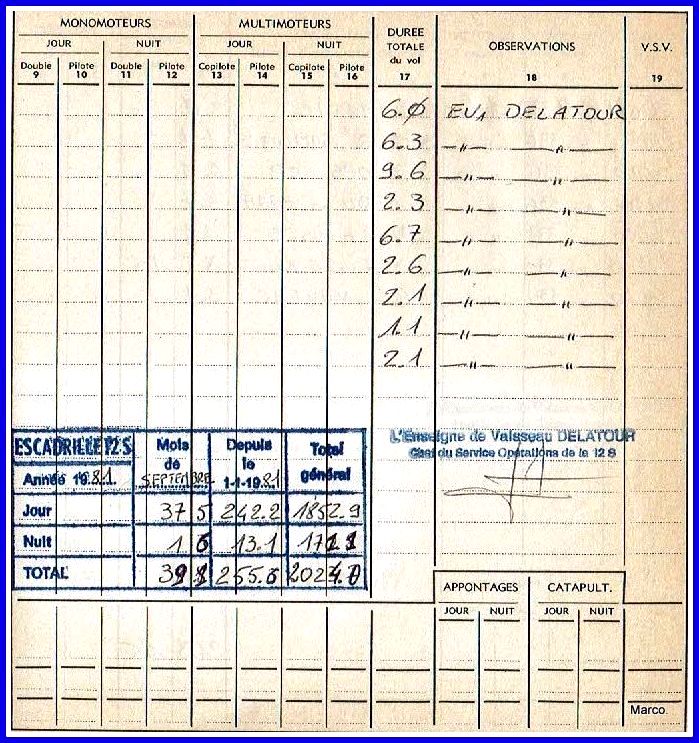 MONOMOTEURS MULTIMOTEURS DUREE TOTALE du vol OBSERVATIONS V.S.V.
JOUR NUIT JOUR NUIT
Double Pilote Double Pilote Copilote Pilote Copilote Pilote
9 10 11 12 13 14 15 16 17 18 19
6.0 EV1 DELATOUR
6.3 —〃— —〃—
9.6 —〃— —〃—
2.3 —〃— —〃—
6.7 —〃— —〃—
2.6 —〃— —〃—
2.1 —〃— —〃—
1.1 —〃— —〃—
2.1 —〃— —〃—
ESCADRILLE 12 S Mois de SEPTEMBRE Depuis le 1-1-1981 Total général
Année 1981.
Jour 37 5 242.2 1852.9
Nuit 1 6 13.1
TOTAL
L'Enseigne de Vaisseau DELATOUR
Chef du Service Opérations de la 12 S
APPONTAGES CATAPULT.
JOUR NUIT JOUR NUIT
Marco.